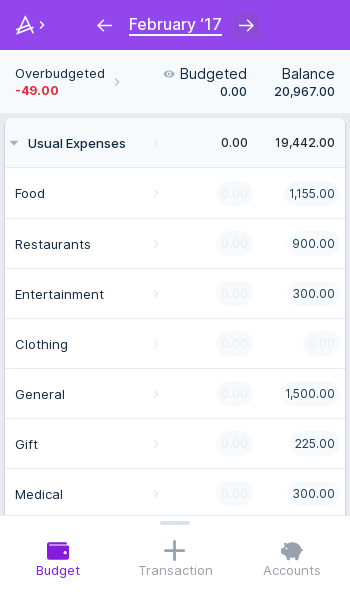 February ‘17
Overbudgeted Budgeted Balance
-49.00 0.00 20,967.00
Usual Expenses 0.00 19,442.00
Food 0.00 1,155.00
Restaurants 0.00 900.00
Entertainment 0.00 300.00
Clothing 0.00 0.00
General 0.00 1,500.00
Gift 0.00 225.00
Medical 0.00 300.00
Budget Transaction Accounts